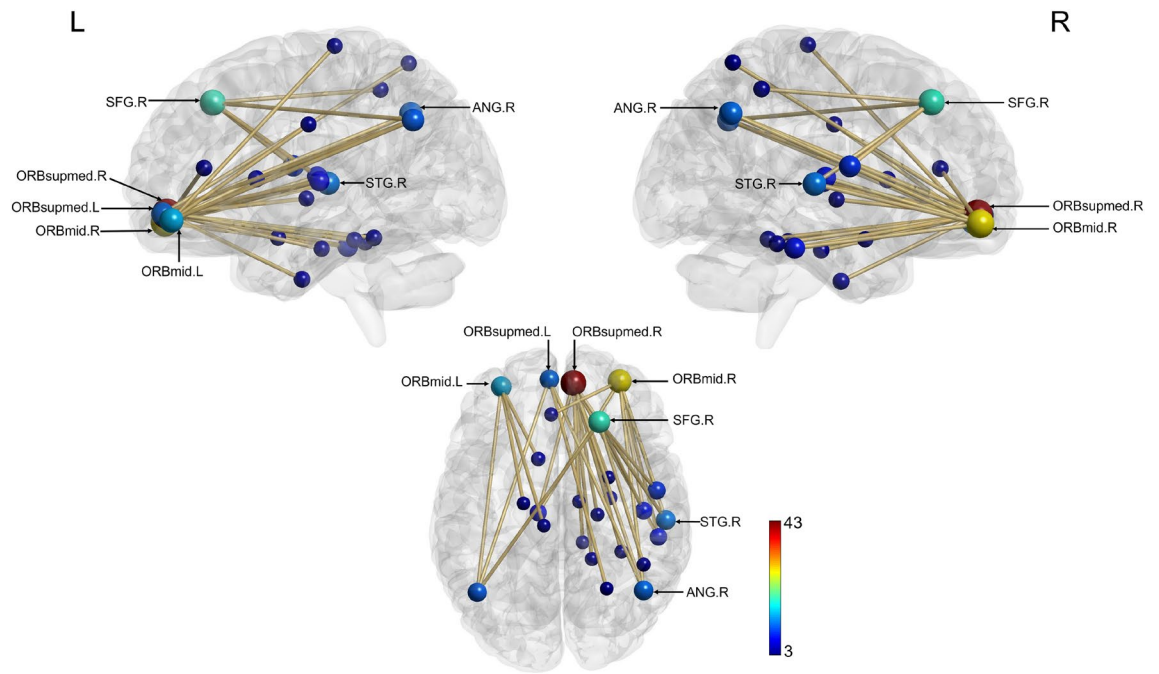 L
R
SFG.R
ANG.R
ORBsupmed.R
STG.R
ORBsupmed.L
ORBmid.R
ORBmid.L
ANG.R
SFG.R
STG.R
ORBsupmed.R
ORBmid.R
ORBsupmed.L
ORBsupmed.R
ORBmid.L
ORBmid.R
SFG.R
STG.R
ANG.R
43
3